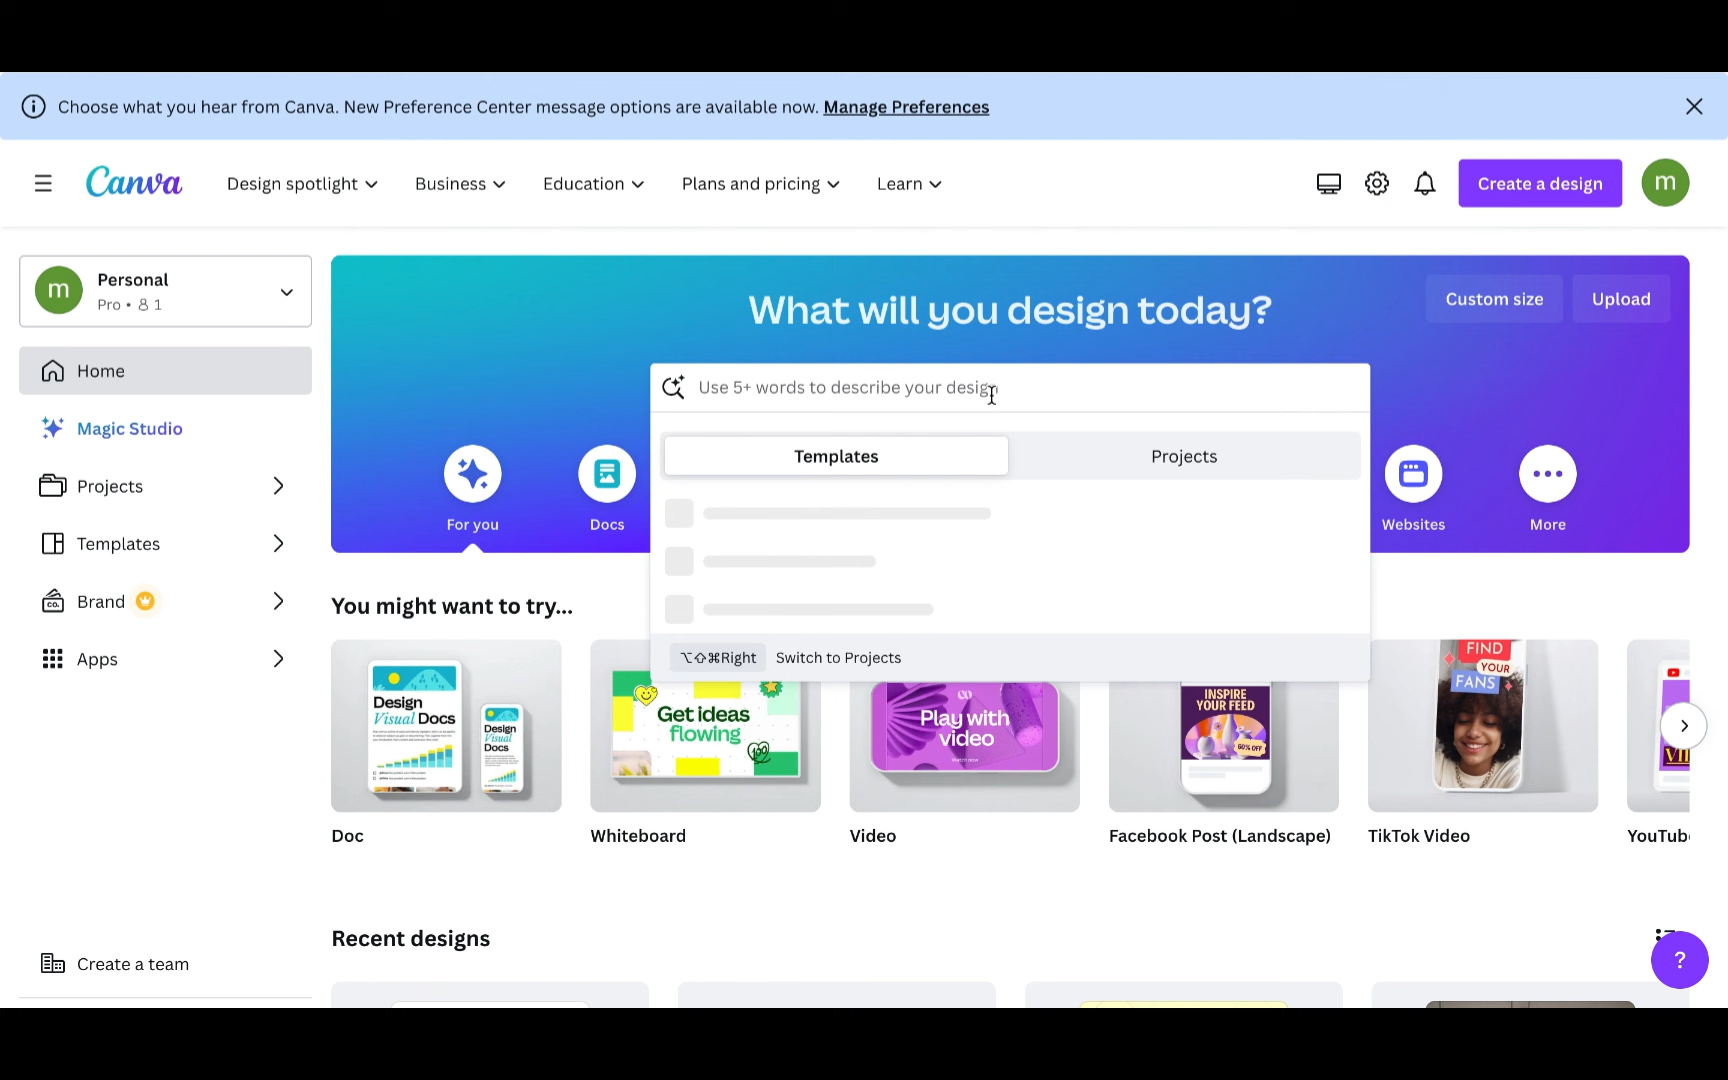 Choose what you hear from Canva. New Preference Center message options are available now. Manage Preferences
Canva
Design spotlight
Business
Education
Plans and pricing
Learn
Create a design
m
m
Personal
Pro • 1
Home
Magic Studio
Projects
Templates
CO.
Brand
Apps
Create a team
What will you design today?
Custom size
Upload
Use 5+ words to describe your design
Templates
Projects
⌥⇧⌘Right
Switch to Projects
For you
Docs
Websites
More
You might want to try...
Design
Visual Docs
Design
Visual
Docs
Get ideas
flowing
100
Play with
video
INSPIRE
YOUR FEED
60% OFF
FIND
YOUR
FANS
Doc
Whiteboard
Video
Facebook Post (Landscape)
TikTok Video
YouTub
Recent designs
?